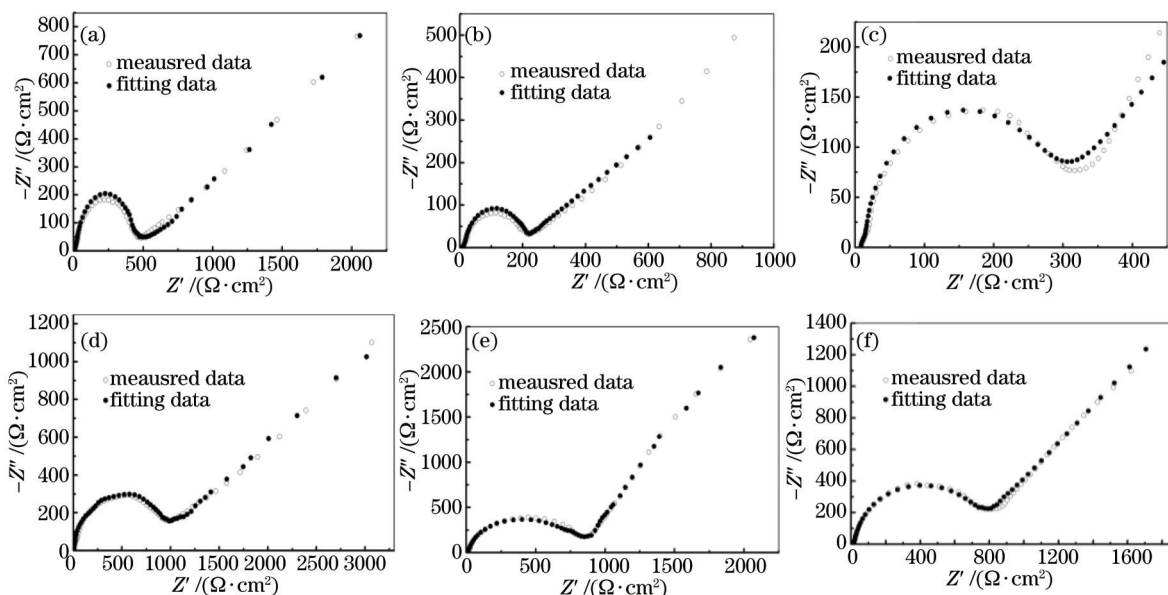 (a)
meausred data
fitting data
800
700
600
500
400
300
200
100
0
0 500 1000 1500 2000
−Z″/(Ω·cm²)
Z′/(Ω·cm²)
(b)
meausred data
fitting data
500
400
300
200
100
0
0 200 400 600 800 1000
−Z″/(Ω·cm²)
Z′/(Ω·cm²)
(c)
meausred data
fitting data
225
200
150
100
50
0
0 100 200 300 400
−Z″/(Ω·cm²)
Z′/(Ω·cm²)
(d)
meausred data
fitting data
1200
1000
800
600
400
200
0
0 500 1000 1500 2000 2500 3000
−Z″/(Ω·cm²)
Z′/(Ω·cm²)
(e)
meausred data
fitting data
2500
2000
1500
1000
500
0
0 500 1000 1500 2000
−Z″/(Ω·cm²)
Z′/(Ω·cm²)
(f)
meausred data
fitting data
1400
1200
1000
800
600
400
200
0
0 400 800 1200 1600
−Z″/(Ω·cm²)
Z′/(Ω·cm²)